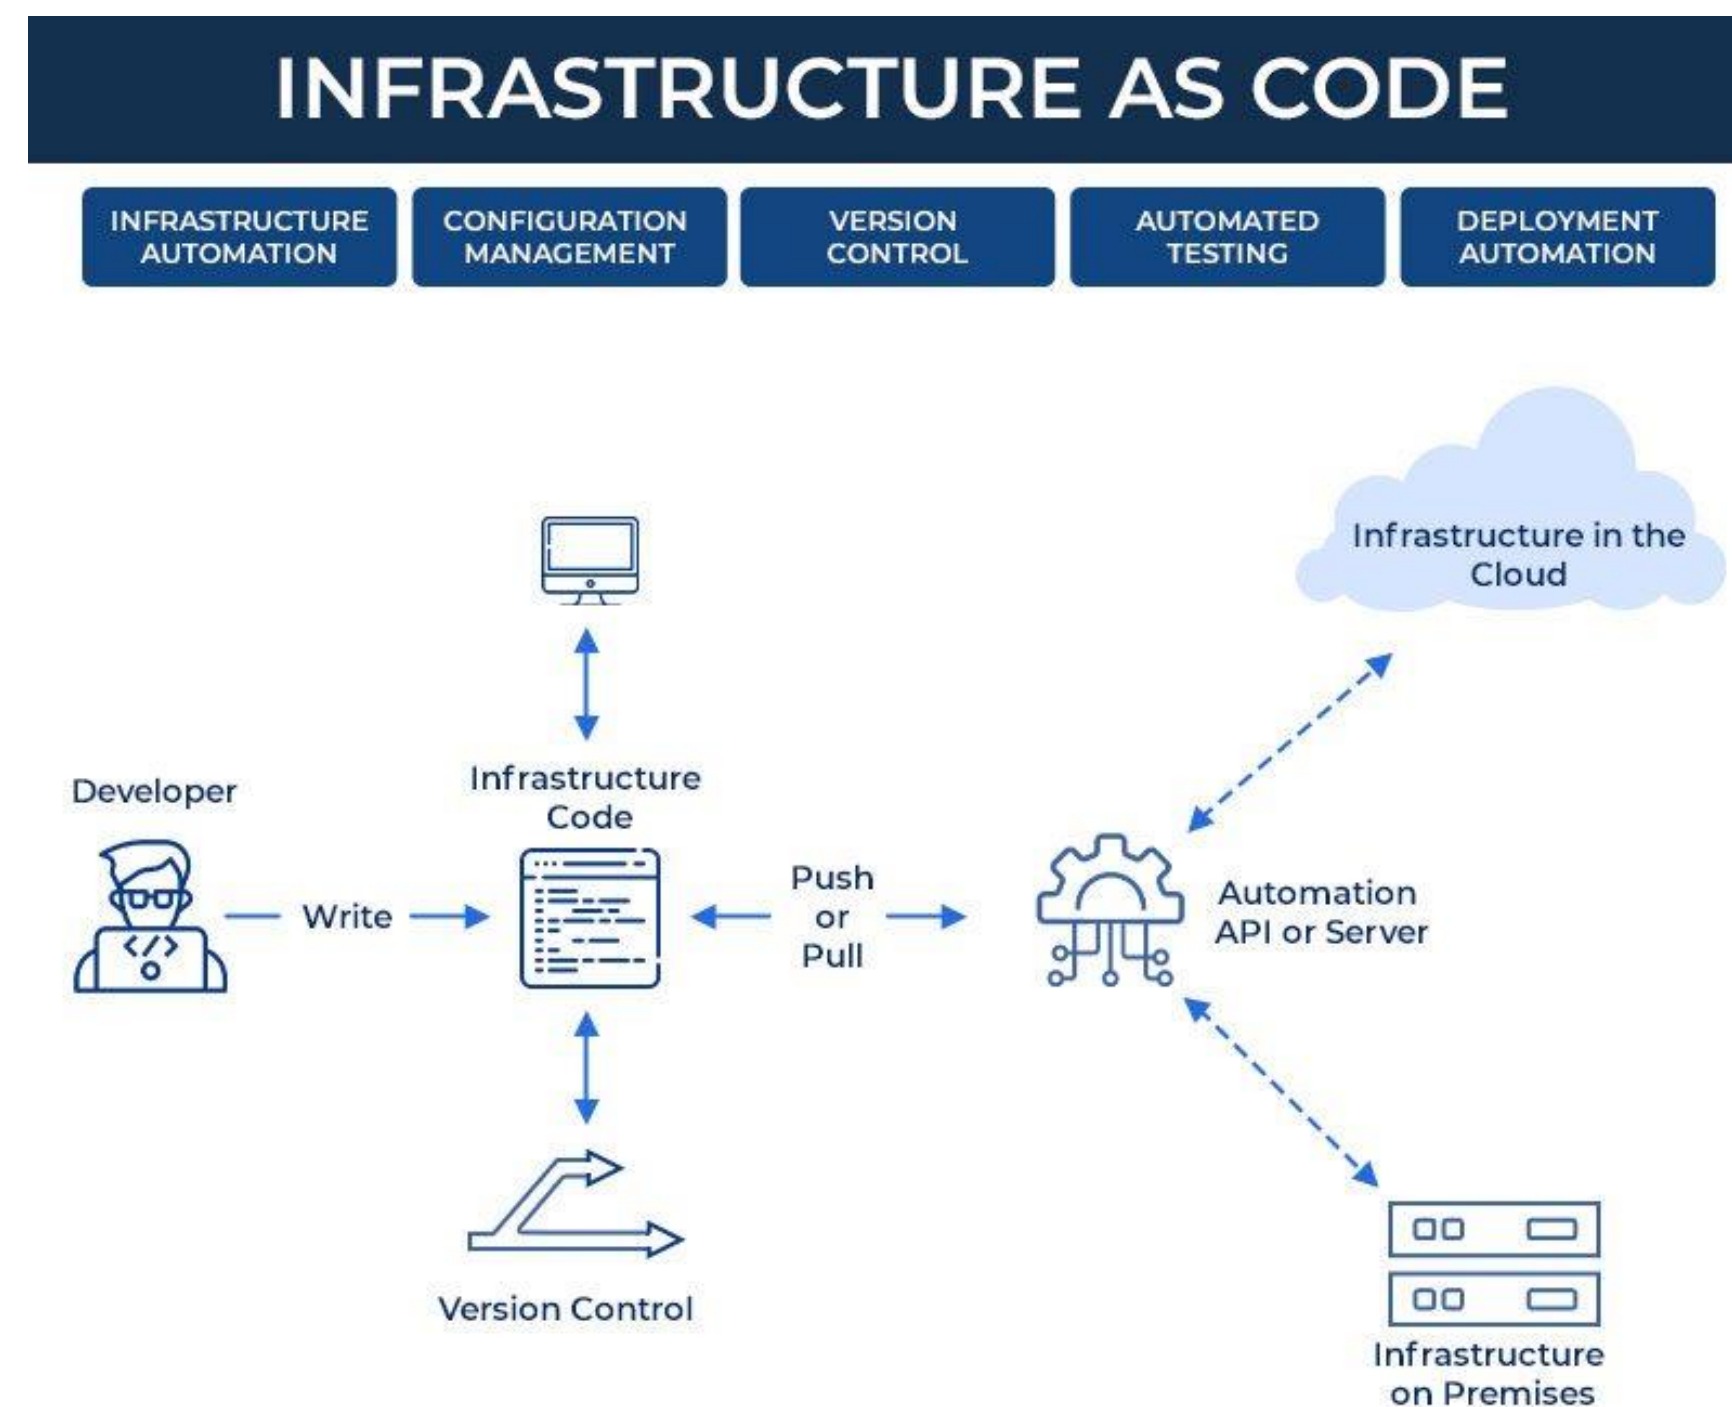 INFRASTRUCTURE AS CODE
INFRASTRUCTURE
AUTOMATION
CONFIGURATION
MANAGEMENT
VERSION
CONTROL
AUTOMATED
TESTING
DEPLOYMENT
AUTOMATION
Infrastructure in the
Cloud
Developer
Infrastructure
Code
Write
</>
Push
or
Pull
Automation
API or Server
Version Control
Infrastructure
on Premises